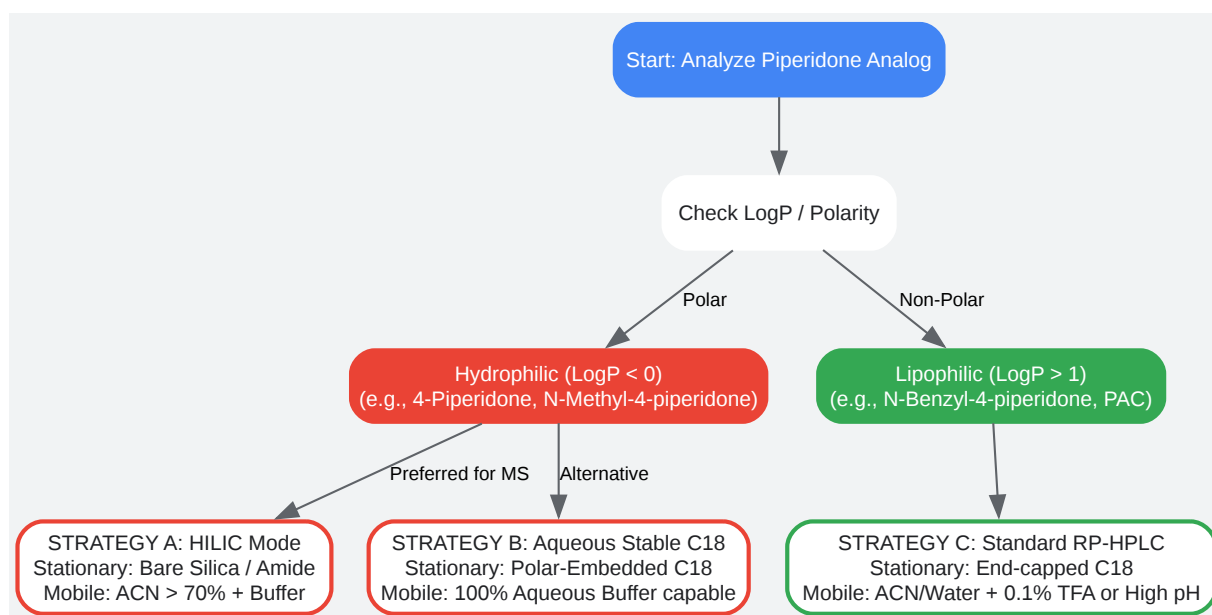 Start: Analyze Piperidone Analog
Check LogP / Polarity
Polar
Non-Polar
Hydrophilic (LogP < 0)
(e.g., 4-Piperidone, N-Methyl-4-piperidone)
Lipophilic (LogP > 1)
(e.g., N-Benzyl-4-piperidone, PAC)
Preferred for MS
Alternative
STRATEGY A: HILIC Mode
Stationary: Bare Silica / Amide
Mobile: ACN > 70% + Buffer
STRATEGY B: Aqueous Stable C18
Stationary: Polar-Embedded C18
Mobile: 100% Aqueous Buffer capable
STRATEGY C: Standard RP-HPLC
Stationary: End-capped C18
Mobile: ACN/Water + 0.1% TFA or High pH